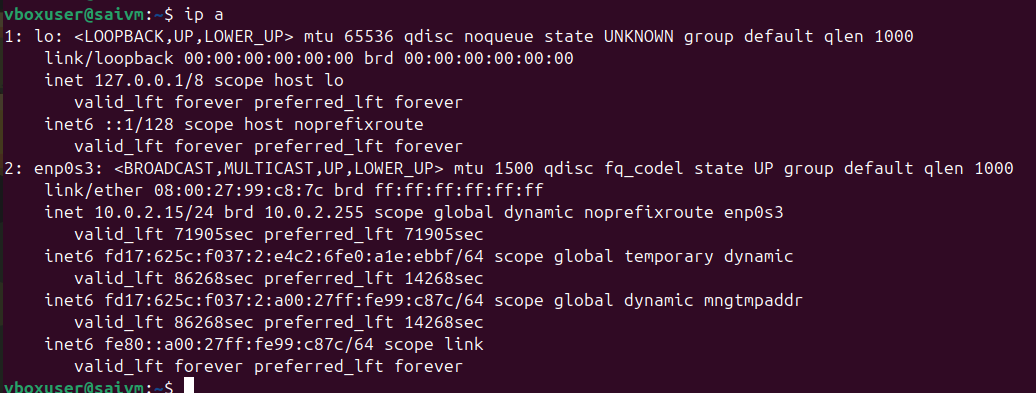 vboxuser@saivm:~$ ip a
1: lo: <LOOPBACK,UP,LOWER_UP> mtu 65536 qdisc noqueue state UNKNOWN group default qlen 1000
    link/loopback 00:00:00:00:00:00 brd 00:00:00:00:00:00
    inet 127.0.0.1/8 scope host lo
       valid_lft forever preferred_lft forever
    inet6 ::1/128 scope host noprefixroute
       valid_lft forever preferred_lft forever
2: enp0s3: <BROADCAST,MULTICAST,UP,LOWER_UP> mtu 1500 qdisc fq_codel state UP group default qlen 1000
    link/ether 08:00:27:99:c8:7c brd ff:ff:ff:ff:ff:ff
    inet 10.0.2.15/24 brd 10.0.2.255 scope global dynamic noprefixroute enp0s3
       valid_lft 71905sec preferred_lft 71905sec
    inet6 fd17:625c:f037:2:e4c2:6fe0:a1e:ebbf/64 scope global temporary dynamic
       valid_lft 86268sec preferred_lft 14268sec
    inet6 fd17:625c:f037:2:a00:27ff:fe99:c87c/64 scope global dynamic mngtmpaddr
       valid_lft 86268sec preferred_lft 14268sec
    inet6 fe80::a00:27ff:fe99:c87c/64 scope link
       valid_lft forever preferred_lft forever
vboxuser@saivm:~$